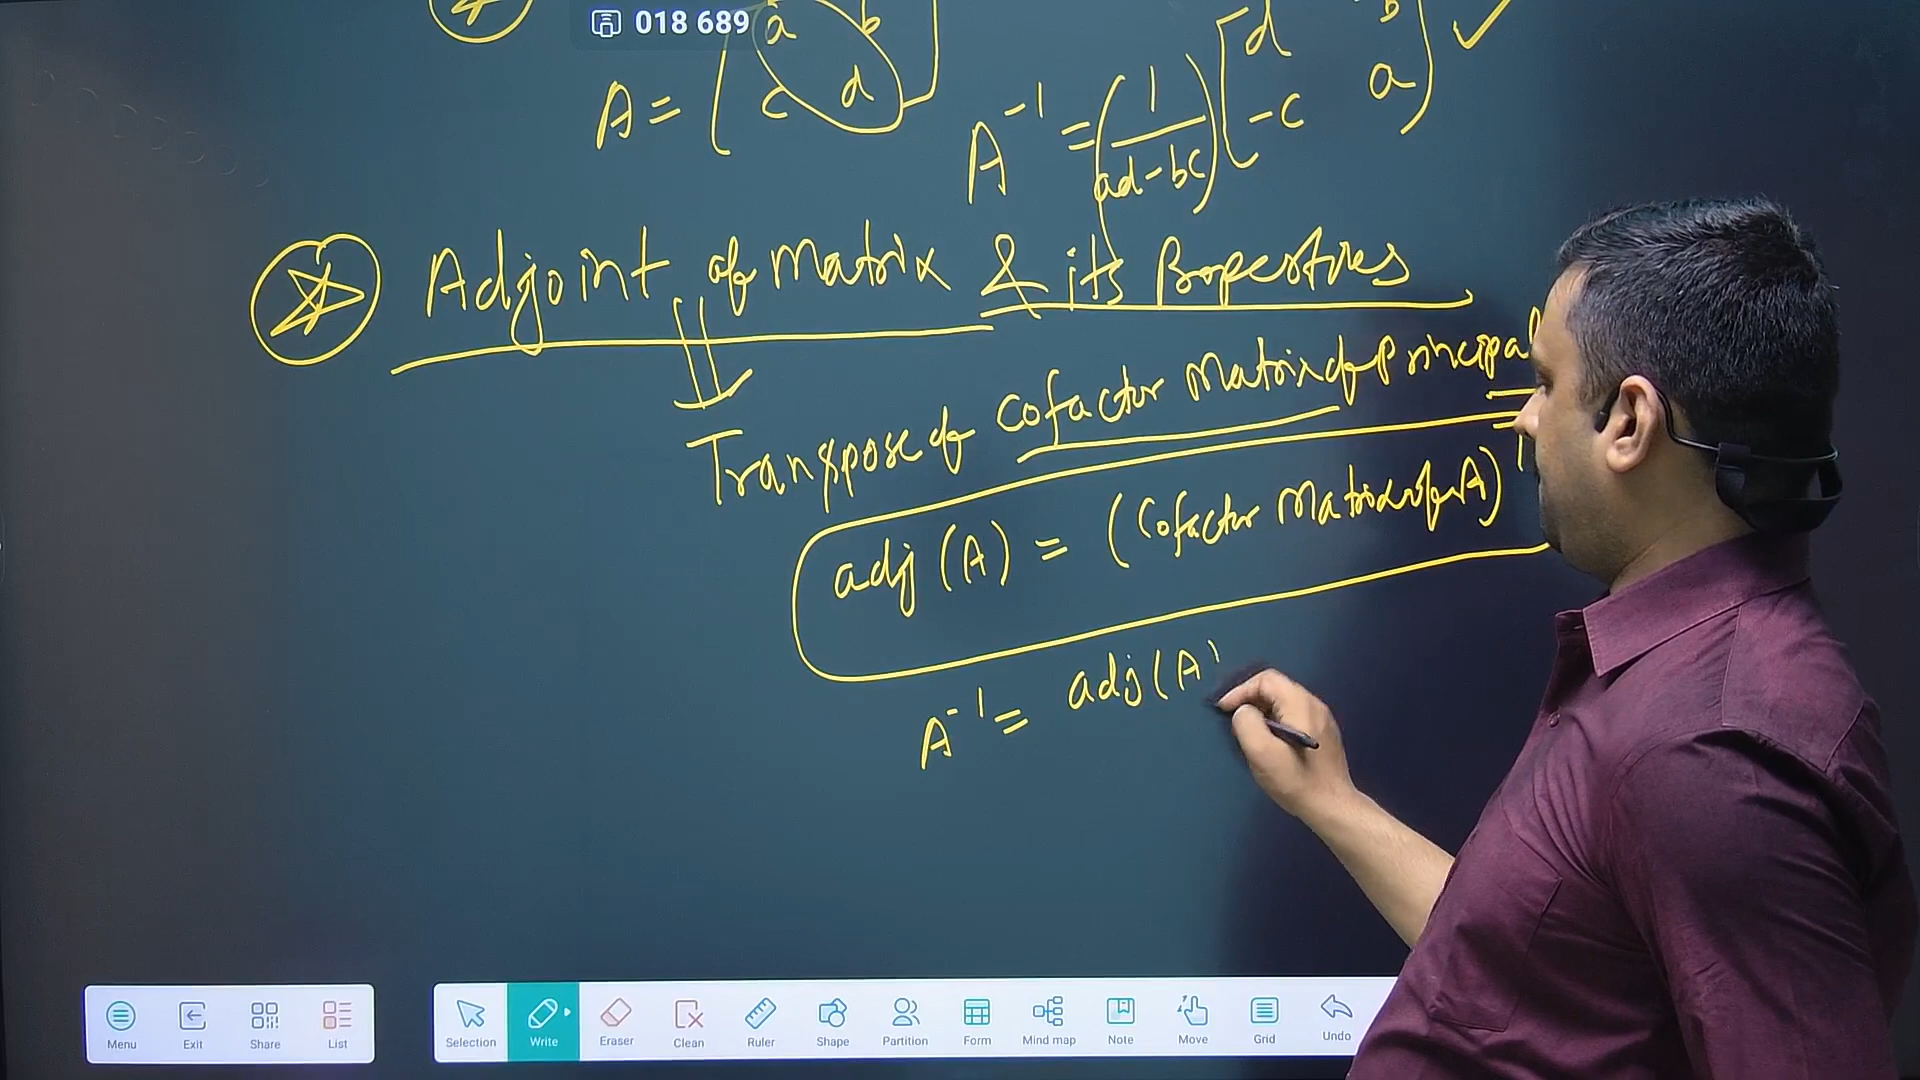 018 689
A = [a b
c d]
A⁻¹ = (1/ad-bc) [d -b
-c a]
Adjoint of Matrix & its Properties
Transpose of Cofactor Matrix of Principal
adj (A) = (Cofactor Matrix of A)ᵀ
A⁻¹ = adj(A)
Menu Exit Share List Selection Write Eraser Clean Ruler Shape Partition Form Mind map Note Move Grid Undo